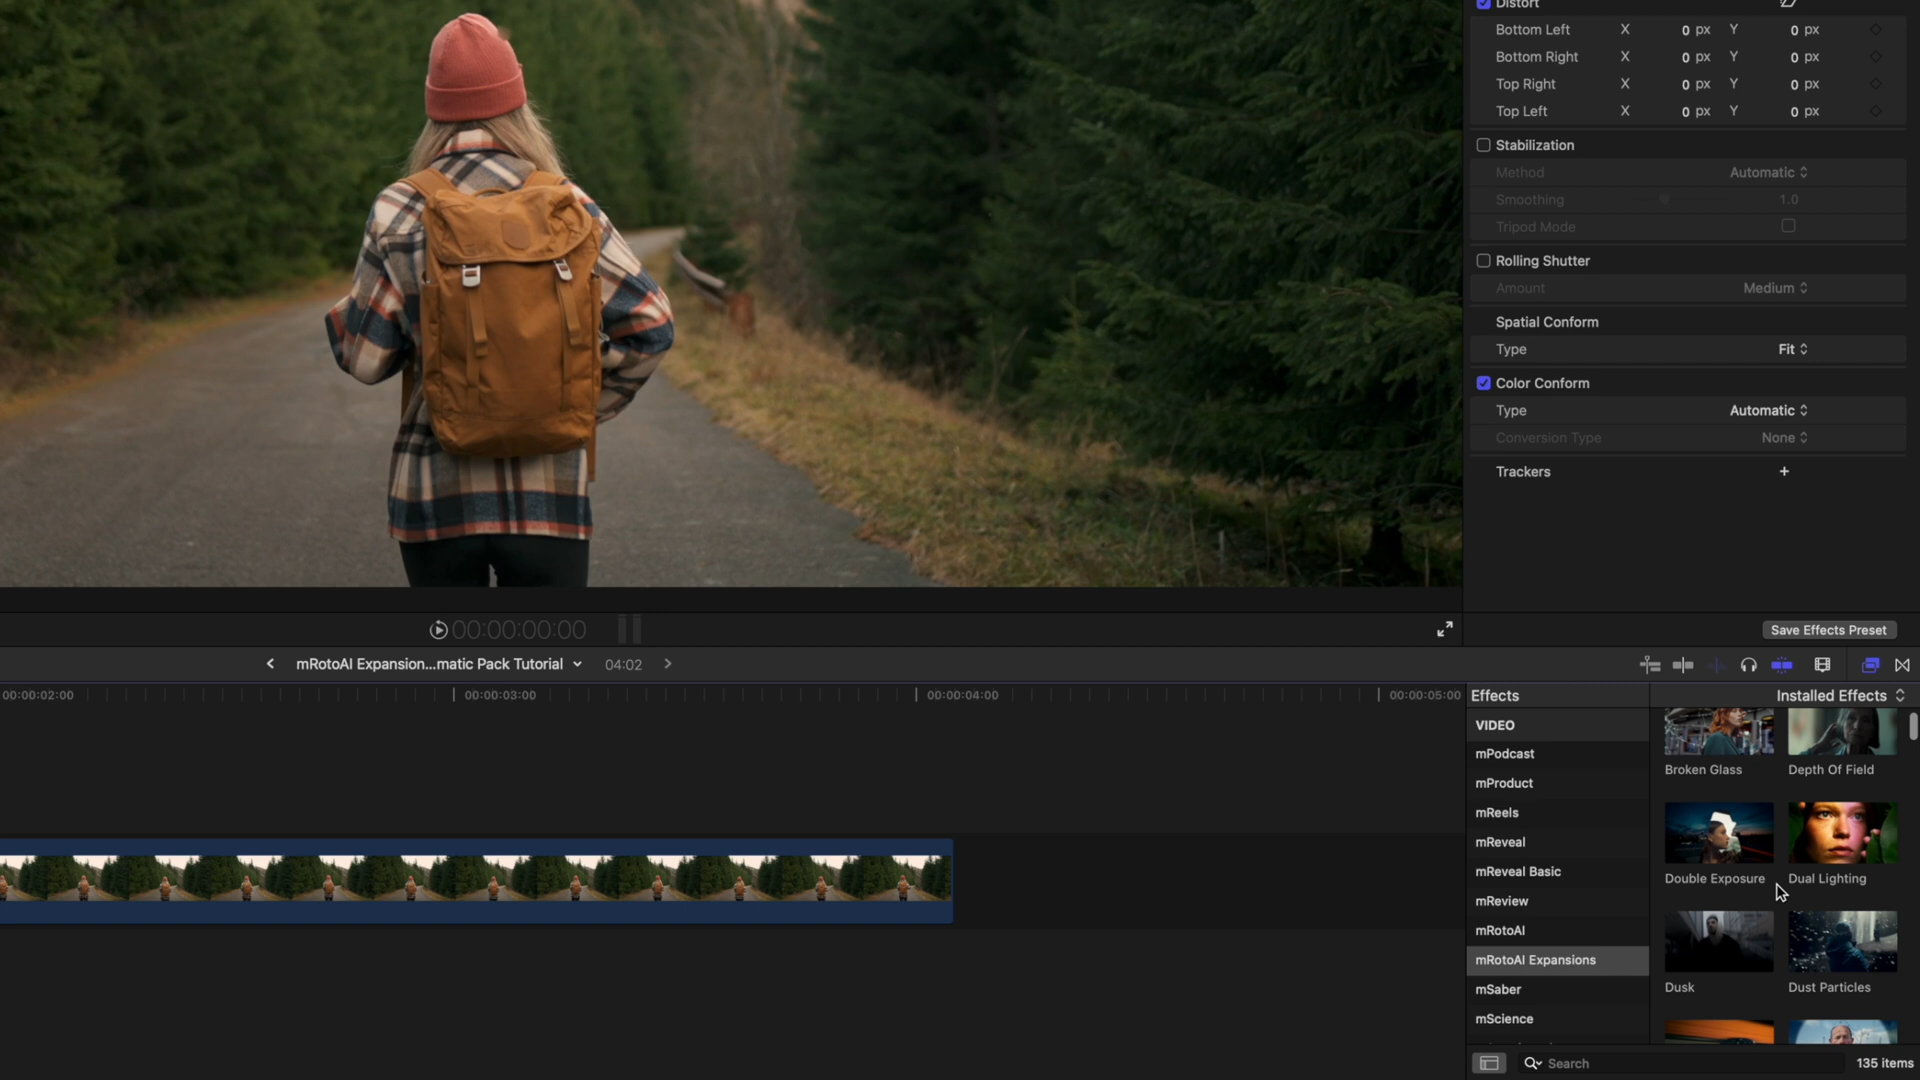 Distort
Bottom Left X 0 px Y 0 px
Bottom Right X 0 px Y 0 px
Top Right X 0 px Y 0 px
Top Left X 0 px Y 0 px
Stabilization
Method Automatic
Smoothing 1.0
Tripod Mode
Rolling Shutter
Amount Medium
Spatial Conform
Type Fit
Color Conform
Type Automatic
Conversion Type None
Trackers +
00:00:00:00
Save Effects Preset
mRotoAI Expansion...matic Pack Tutorial 04:02
00:00:02:00 00:00:03:00 00:00:04:00 00:00:05:00
Effects
Installed Effects
VIDEO
mPodcast
mProduct
mReels
mReveal
mReveal Basic
mReview
mRotoAI
mRotoAI Expansions
mSaber
mScience
Broken Glass
Depth Of Field
Double Exposure
Dual Lighting
Dusk
Dust Particles
Search
135 items